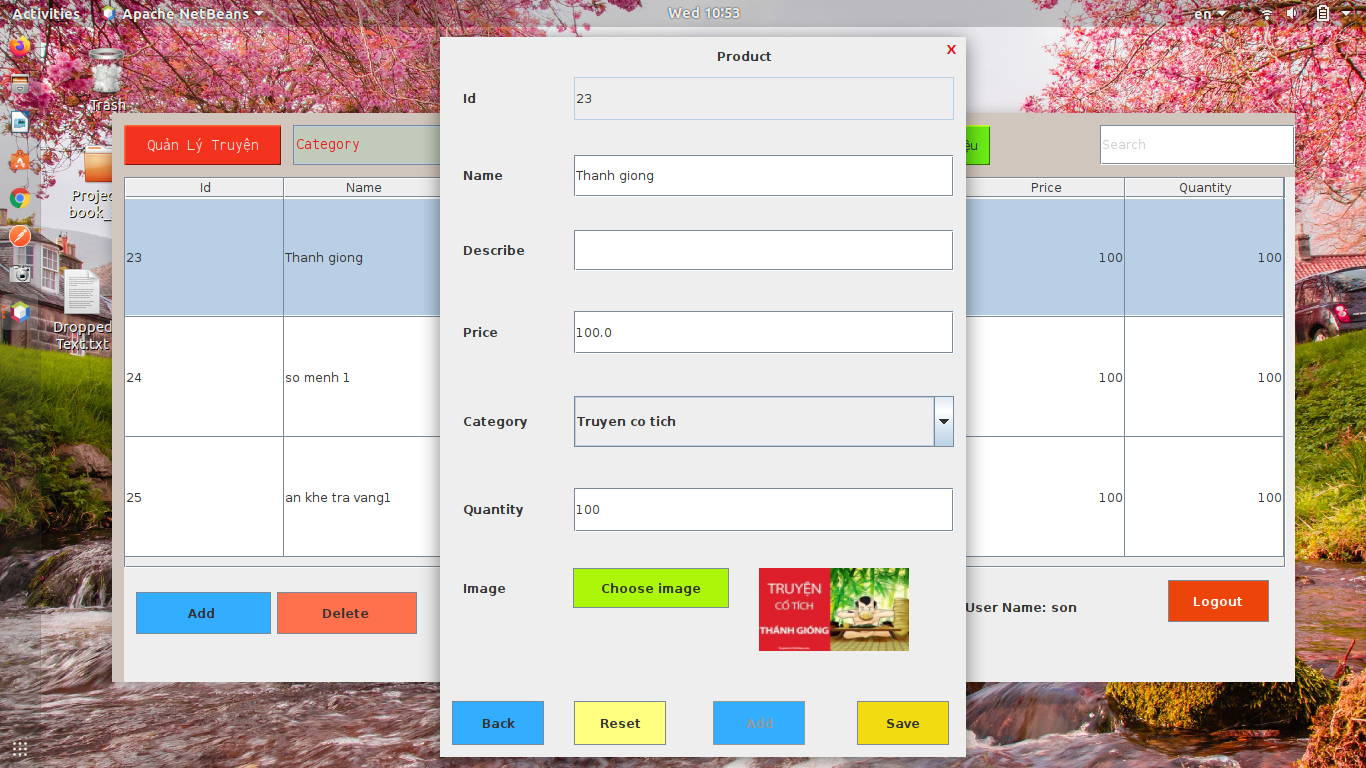 Activities
Apache NetBeans
Wed 10:53
en
Trash
Dropped
Text.txt
Quản Lý Truyện
Category
Search
Id
Name
Price
Quantity
23
Thanh giong
100
100
24
so menh 1
100
100
25
an khe tra vang1
100
100
Add
Delete
User Name: son
Logout
Product
X
Id
23
Name
Thanh giong
Describe
Price
100.0
Category
Truyen co tich
Quantity
100
Image
Choose image
TRUYỆN
CỔ TÍCH
THÁNH GIÓNG
Back
Reset
Add
Save